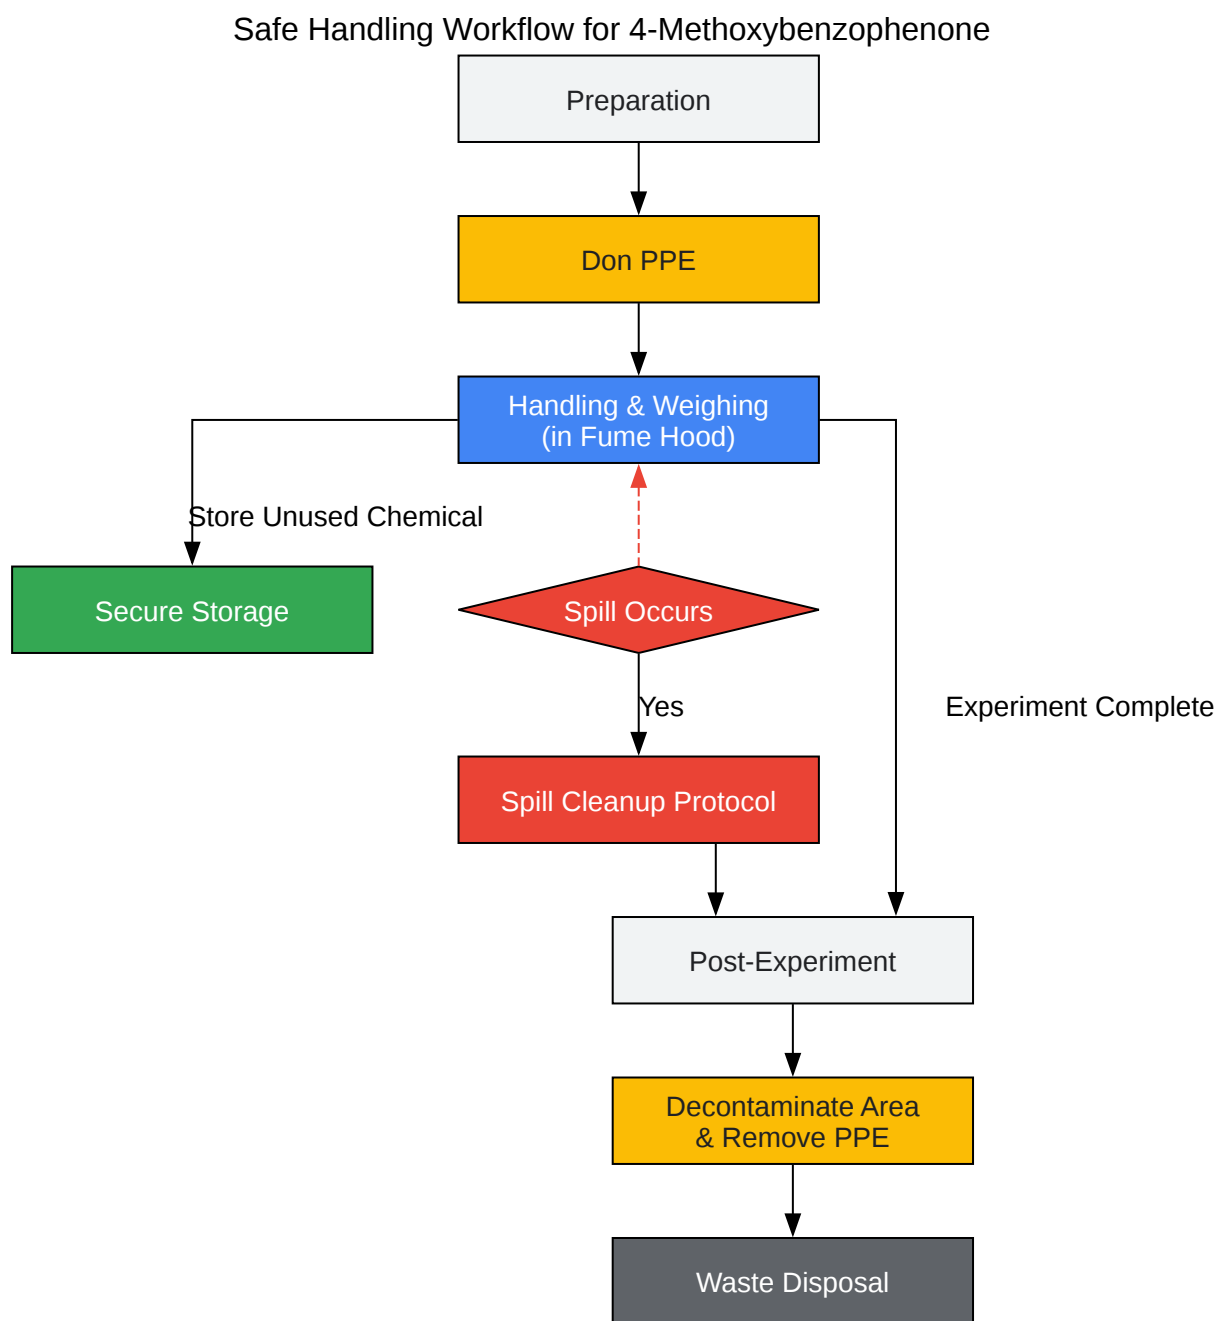 Safe Handling Workflow for 4-Methoxybenzophenone
Preparation
Don PPE
Handling & Weighing
(in Fume Hood)
Store Unused Chemical
Secure Storage
Spill Occurs
Yes
Experiment Complete
Spill Cleanup Protocol
Post-Experiment
Decontaminate Area
& Remove PPE
Waste Disposal